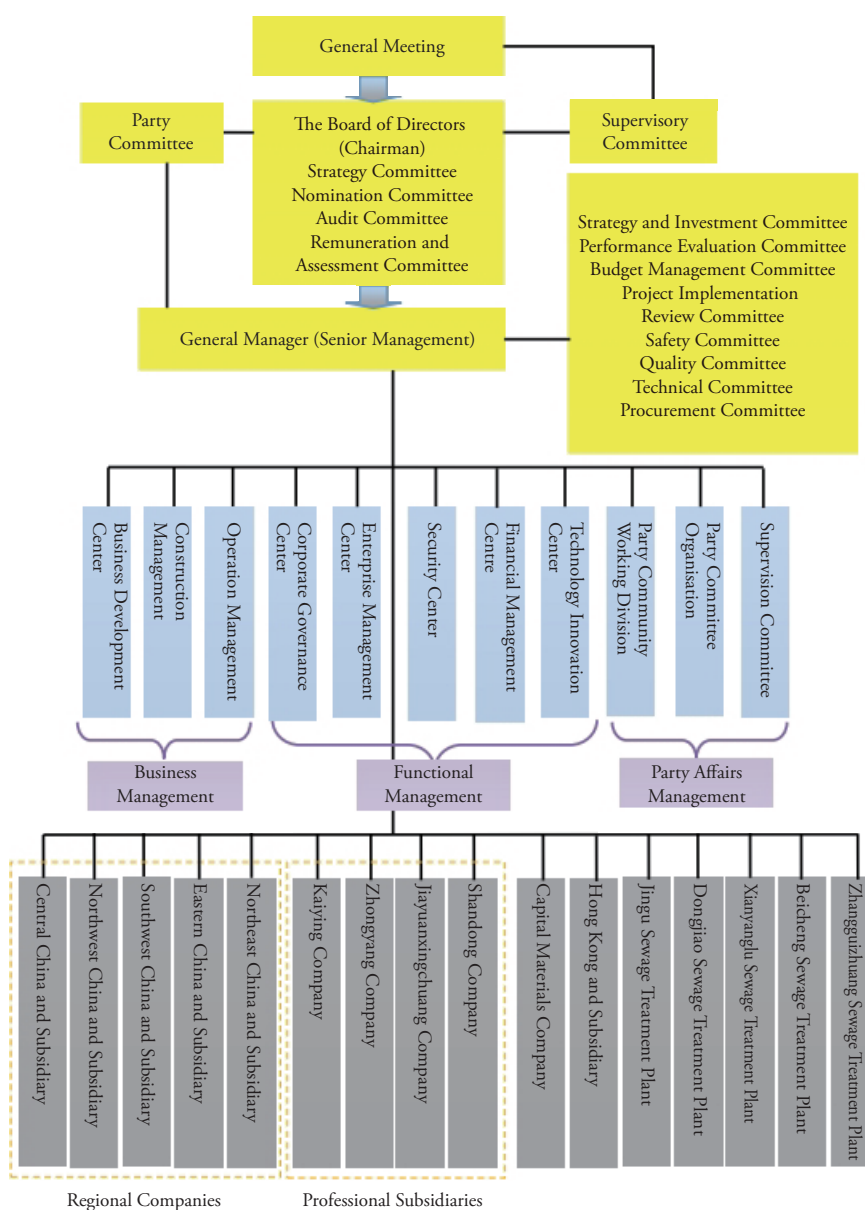 General Meeting
Party
Committee
The Board of Directors
(Chairman)
Strategy Committee
Nomination Committee
Audit Committee
Remuneration and
Assessment Committee
Supervisory
Committee
Strategy and Investment Committee
Performance Evaluation Committee
Budget Management Committee
Project Implementation
Review Committee
Safety Committee
Quality Committee
Technical Committee
Procurement Committee
General Manager (Senior Management)
Business Development
Center
Construction
Management
Operation Management
Corporate Governance
Center
Enterprise Management
Center
Security Center
Financial Management
Centre
Technology Innovation
Center
Party Community
Working Division
Party Committee
Organisation
Supervision Committee
Business
Management
Functional
Management
Party Affairs
Management
Central China and Subsidiary
Northwest China and Subsidiary
Southwest China and Subsidiary
Eastern China and Subsidiary
Northeast China and Subsidiary
Kaiying Company
Zhongyang Company
Jiayuanxingchuang Company
Shandong Company
Capital Materials Company
Hong Kong and Subsidiary
Jingu Sewage Treatment Plant
Dongjiao Sewage Treatment Plant
Xianyanglu Sewage Treatment Plant
Beicheng Sewage Treatment Plant
Zhangguizhuang Sewage Treatment Plant
Regional Companies
Professional Subsidiaries